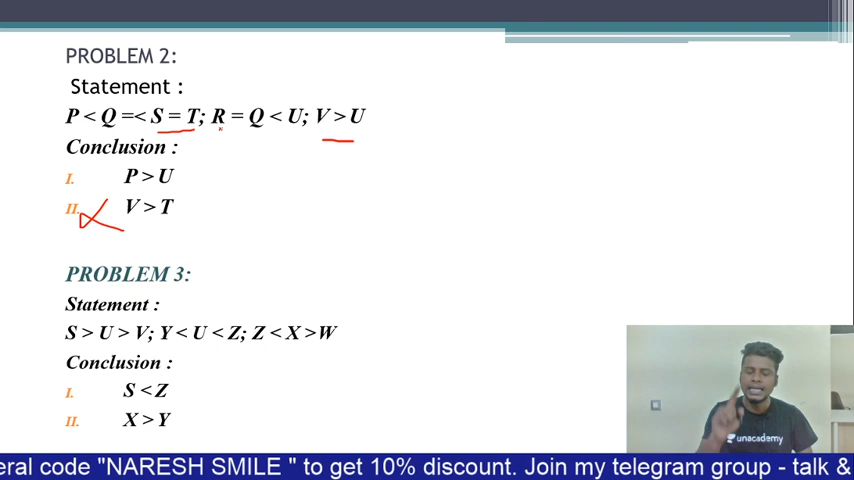 PROBLEM 2:
Statement :
P < Q =< S = T; R = Q < U; V > U
Conclusion :
I. P > U
II. V > T
PROBLEM 3:
Statement :
S > U > V; Y < U < Z; Z < X > W
Conclusion :
I. S < Z
II. X > Y
unacademy
eral code "NARESH SMILE " to get 10% discount. Join my telegram group - talk &